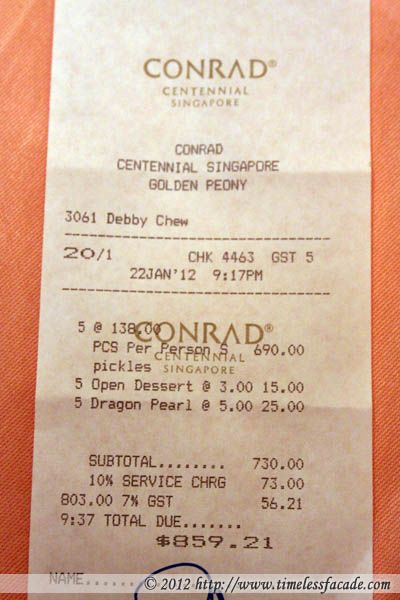 CONRAD®
CENTENNIAL
SINGAPORE
CONRAD
CENTENNIAL SINGAPORE
GOLDEN PEONY
3061 Debby Chew
20/1 CHK 4463 GST 5
22JAN'12 9:17PM
5 @ 138.00
CONRAD®
PCS Per Person S 690.00
CENTENNIAL
pickles
SINGAPORE
5 Open Dessert @ 3.00 15.00
5 Dragon Pearl @ 5.00 25.00
SUBTOTAL........ 730.00
10% SERVICE CHRG 73.00
803.00 7% GST 56.21
9:37 TOTAL DUE.......
$859.21
NAME........
© 2012 http://www.timelessfacade.com